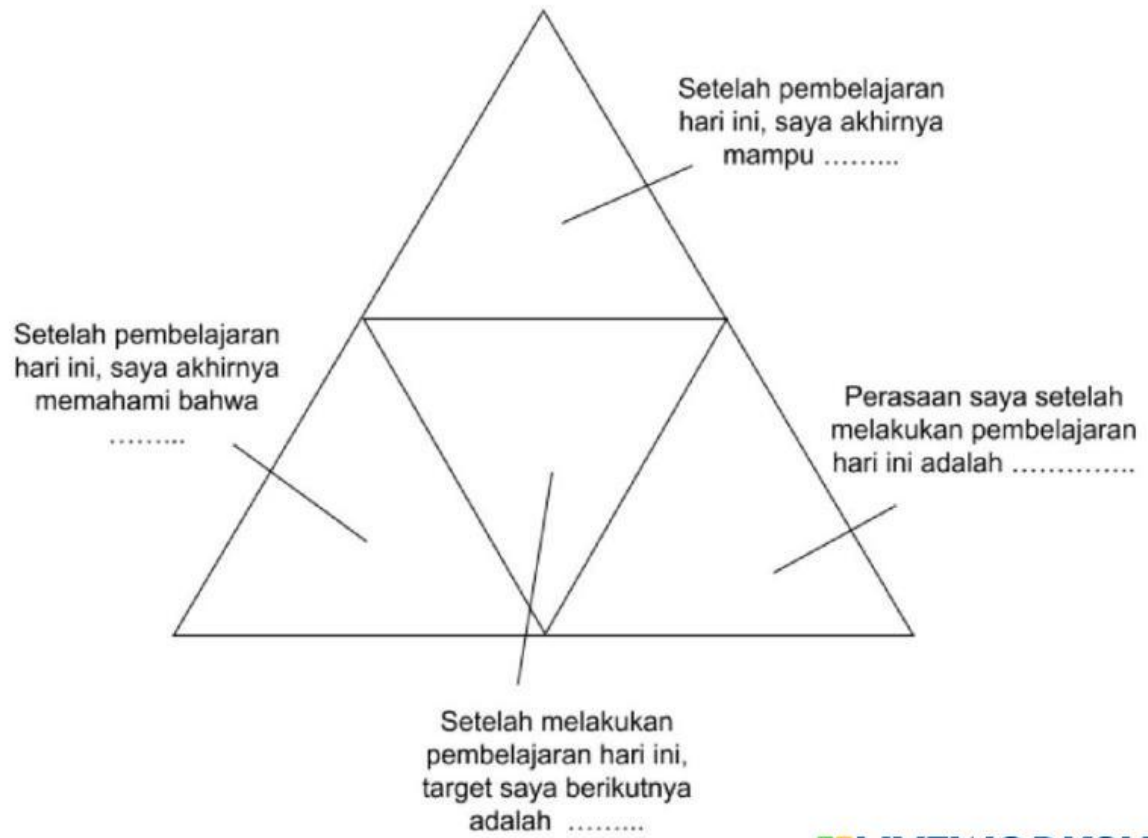 Setelah pembelajaran
hari ini, saya akhirnya
mampu ………
Setelah pembelajaran
hari ini, saya akhirnya
memahami bahwa
………
Perasaan saya setelah
melakukan pembelajaran
hari ini adalah …………..
Setelah melakukan
pembelajaran hari ini,
target saya berikutnya
adalah ………